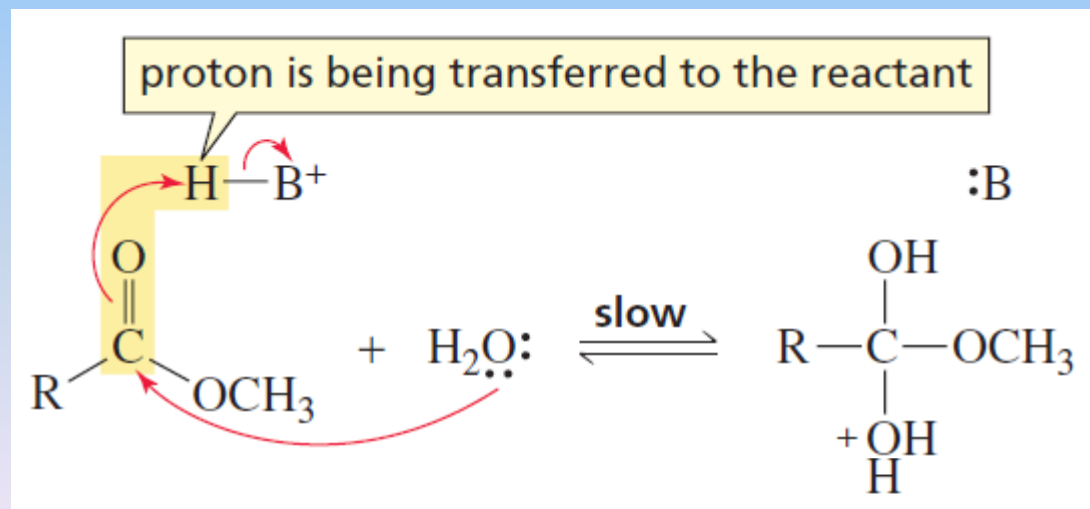 proton is being transferred to the reactant
H—B+
:B
O
OH
C
+ H₂O:
slow
R—C—OCH₃
R
OCH₃
+OH
H